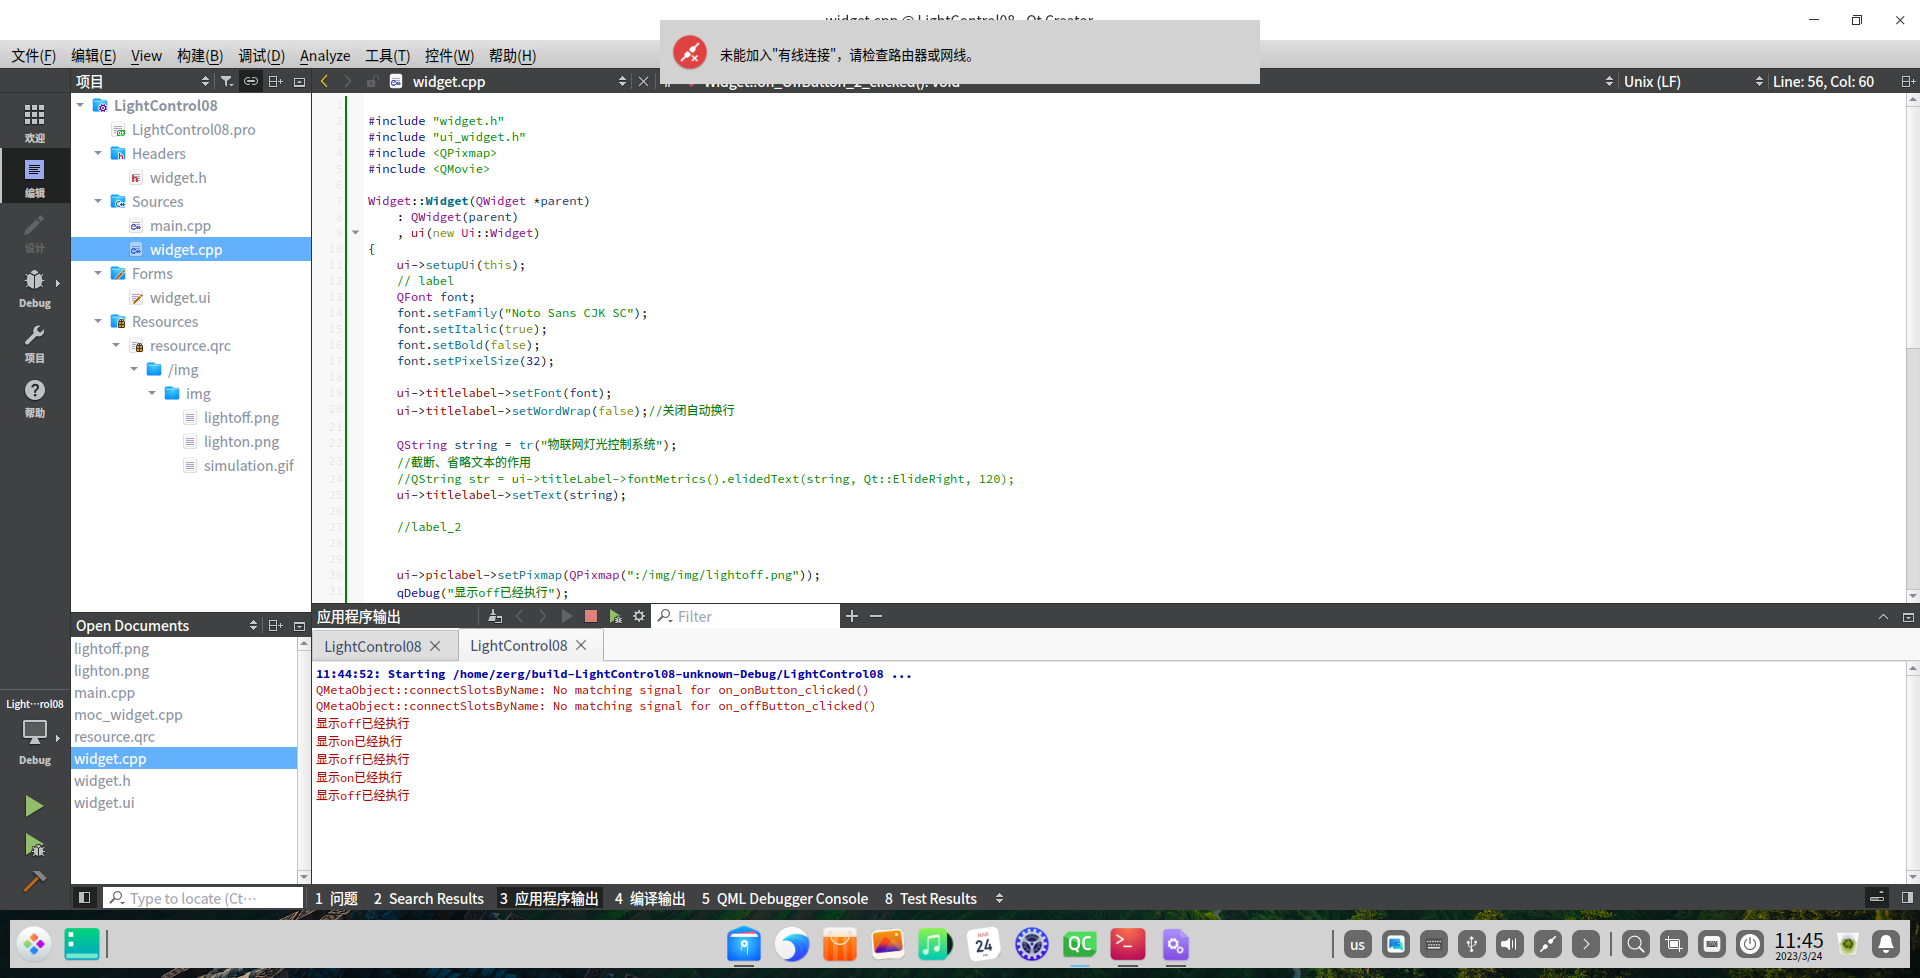 未能加入"有线连接"，请检查路由器或网线。
文件(F) 编辑(E) View 构建(B) 调试(D) Analyze 工具(T) 控件(W) 帮助(H)
项目
widget.cpp
Unix (LF)
Line: 56, Col: 60
欢迎
编辑
设计
Debug
项目
帮助
LightControl08
LightControl08.pro
Headers
widget.h
Sources
main.cpp
widget.cpp
Forms
widget.ui
Resources
resource.qrc
/img
img
lightoff.png
lighton.png
simulation.gif
#include "widget.h"
#include "ui_widget.h"
#include <QPixmap>
#include <QMovie>
Widget::Widget(QWidget *parent)
: QWidget(parent)
, ui(new Ui::Widget)
{
ui->setupUi(this);
// label
QFont font;
font.setFamily("Noto Sans CJK SC");
font.setItalic(true);
font.setBold(false);
font.setPixelSize(32);
ui->titlelabel->setFont(font);
ui->titlelabel->setWordWrap(false);//关闭自动换行
QString string = tr("物联网灯光控制系统");
//截断、省略文本的作用
//QString str = ui->titleLabel->fontMetrics().elidedText(string, Qt::ElideRight, 120);
ui->titlelabel->setText(string);
//label_2
ui->piclabel->setPixmap(QPixmap(":/img/img/lightoff.png"));
qDebug("显示off已经执行");
Open Documents
lightoff.png
lighton.png
main.cpp
moc_widget.cpp
resource.qrc
widget.cpp
widget.h
widget.ui
Light···rol08
Debug
应用程序输出
Filter
LightControl08
LightControl08
11:44:52: Starting /home/zerg/build-LightControl08-unknown-Debug/LightControl08 ...
QMetaObject::connectSlotsByName: No matching signal for on_onButton_clicked()
QMetaObject::connectSlotsByName: No matching signal for on_offButton_clicked()
显示off已经执行
显示on已经执行
显示off已经执行
显示on已经执行
显示off已经执行
Type to locate (Ct···
1 问题 2 Search Results 3 应用程序输出 4 编译输出 5 QML Debugger Console 8 Test Results
MAR
24
QC
us
11:45
2023/3/24